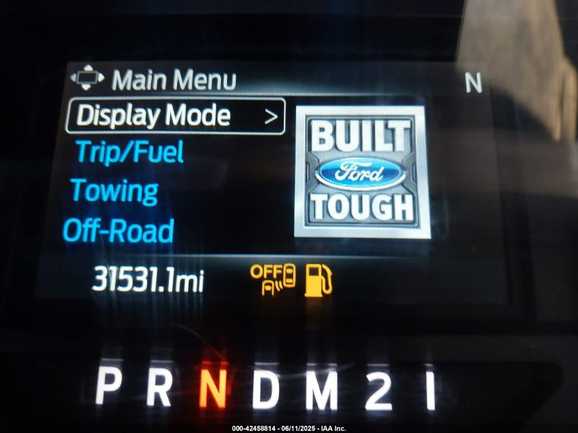 Main Menu
N
Display Mode >
Trip/Fuel
Towing
Off-Road
BUILT
Ford
TOUGH
31531.1mi
OFF
P R N D M 2 1
000-42458814 - 06/11/2025 - IAA Inc.